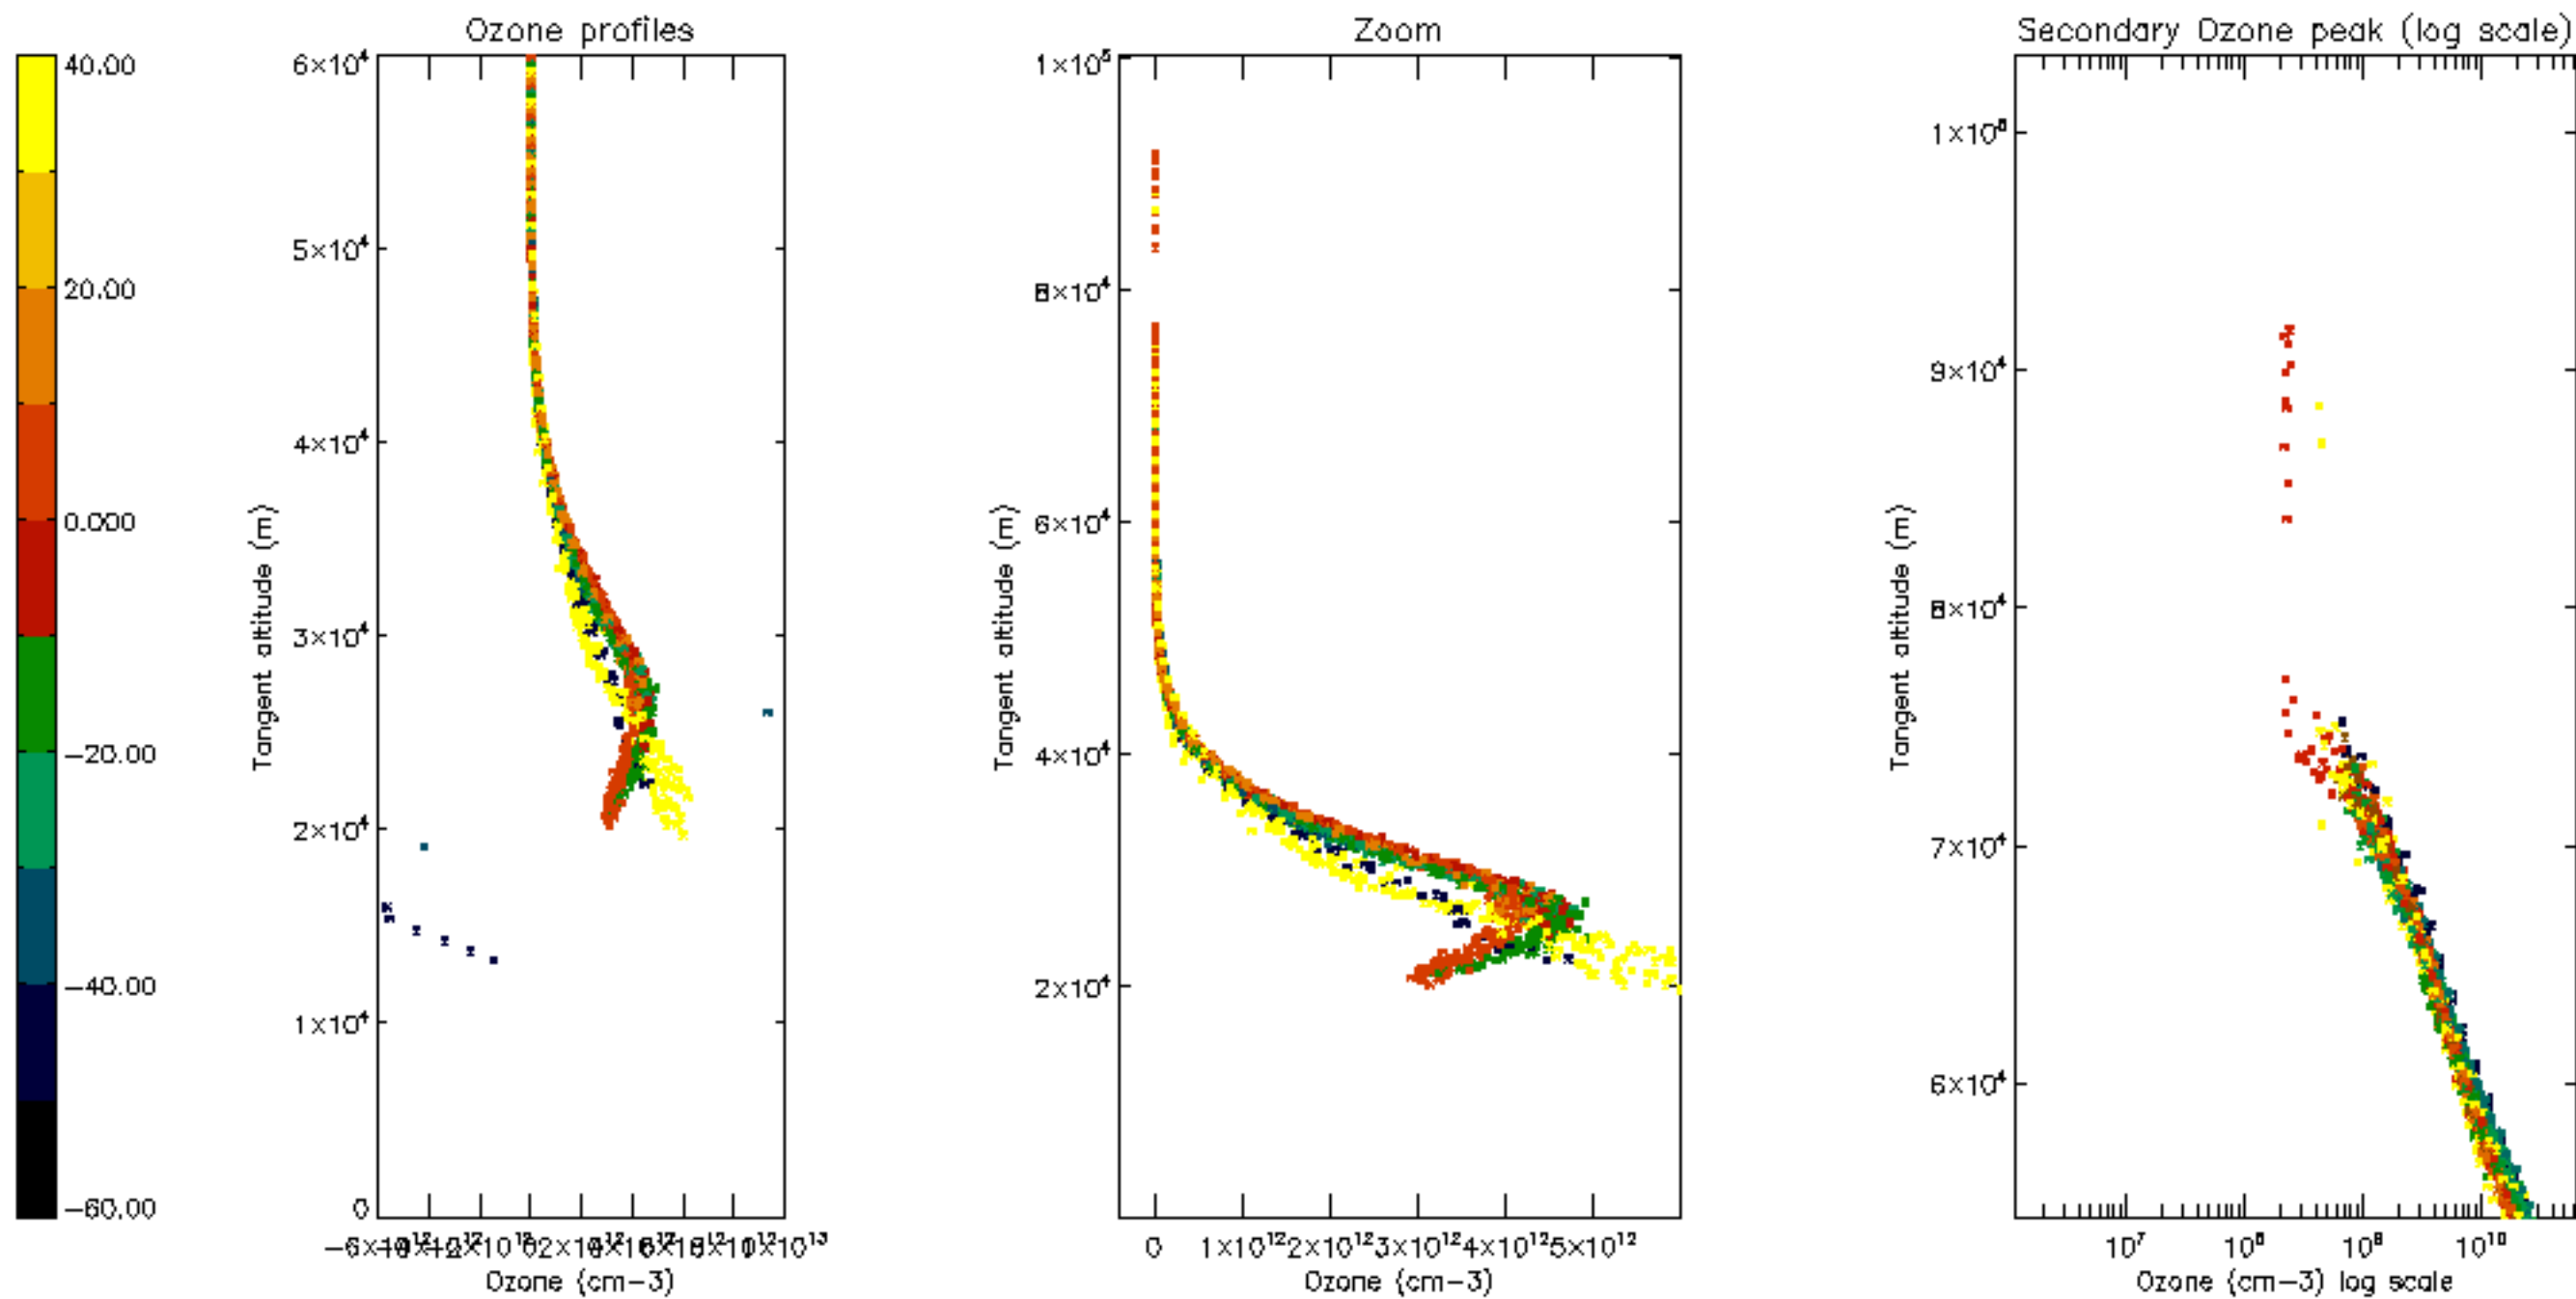 Ozone profiles
Zoom
Secondary Ozone peak (log scale)
40.00
20.00
0.000
−20.00
−40.00
−60.00
6×10⁴
5×10⁴
4×10⁴
3×10⁴
2×10⁴
1×10⁴
0
Tangent altitude (m)
Ozone (cm−3)
1×10⁵
8×10⁴
6×10⁴
4×10⁴
2×10⁴
Tangent altitude (m)
0 1×10¹² 2×10¹² 3×10¹² 4×10¹² 5×10¹²
Ozone (cm−3)
9×10⁴
8×10⁴
7×10⁴
6×10⁴
Tangent altitude (m)
10⁷ 10⁸ 10⁹ 10¹⁰
Ozone (cm−3) log scale